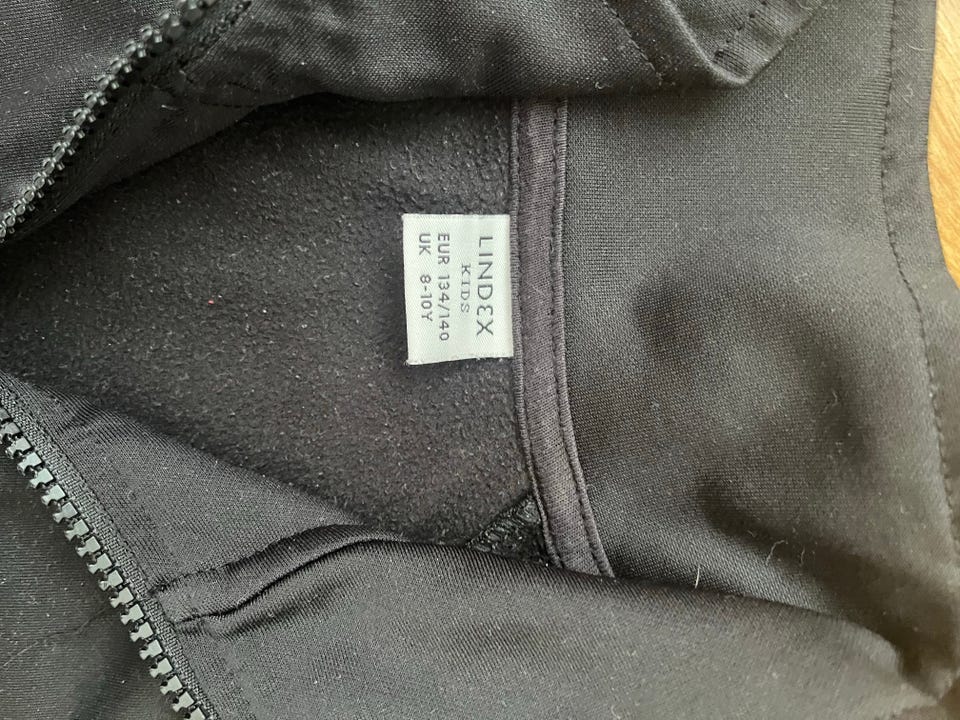 LINDEX
KIDS
EUR 134/140
UK 8-10Y